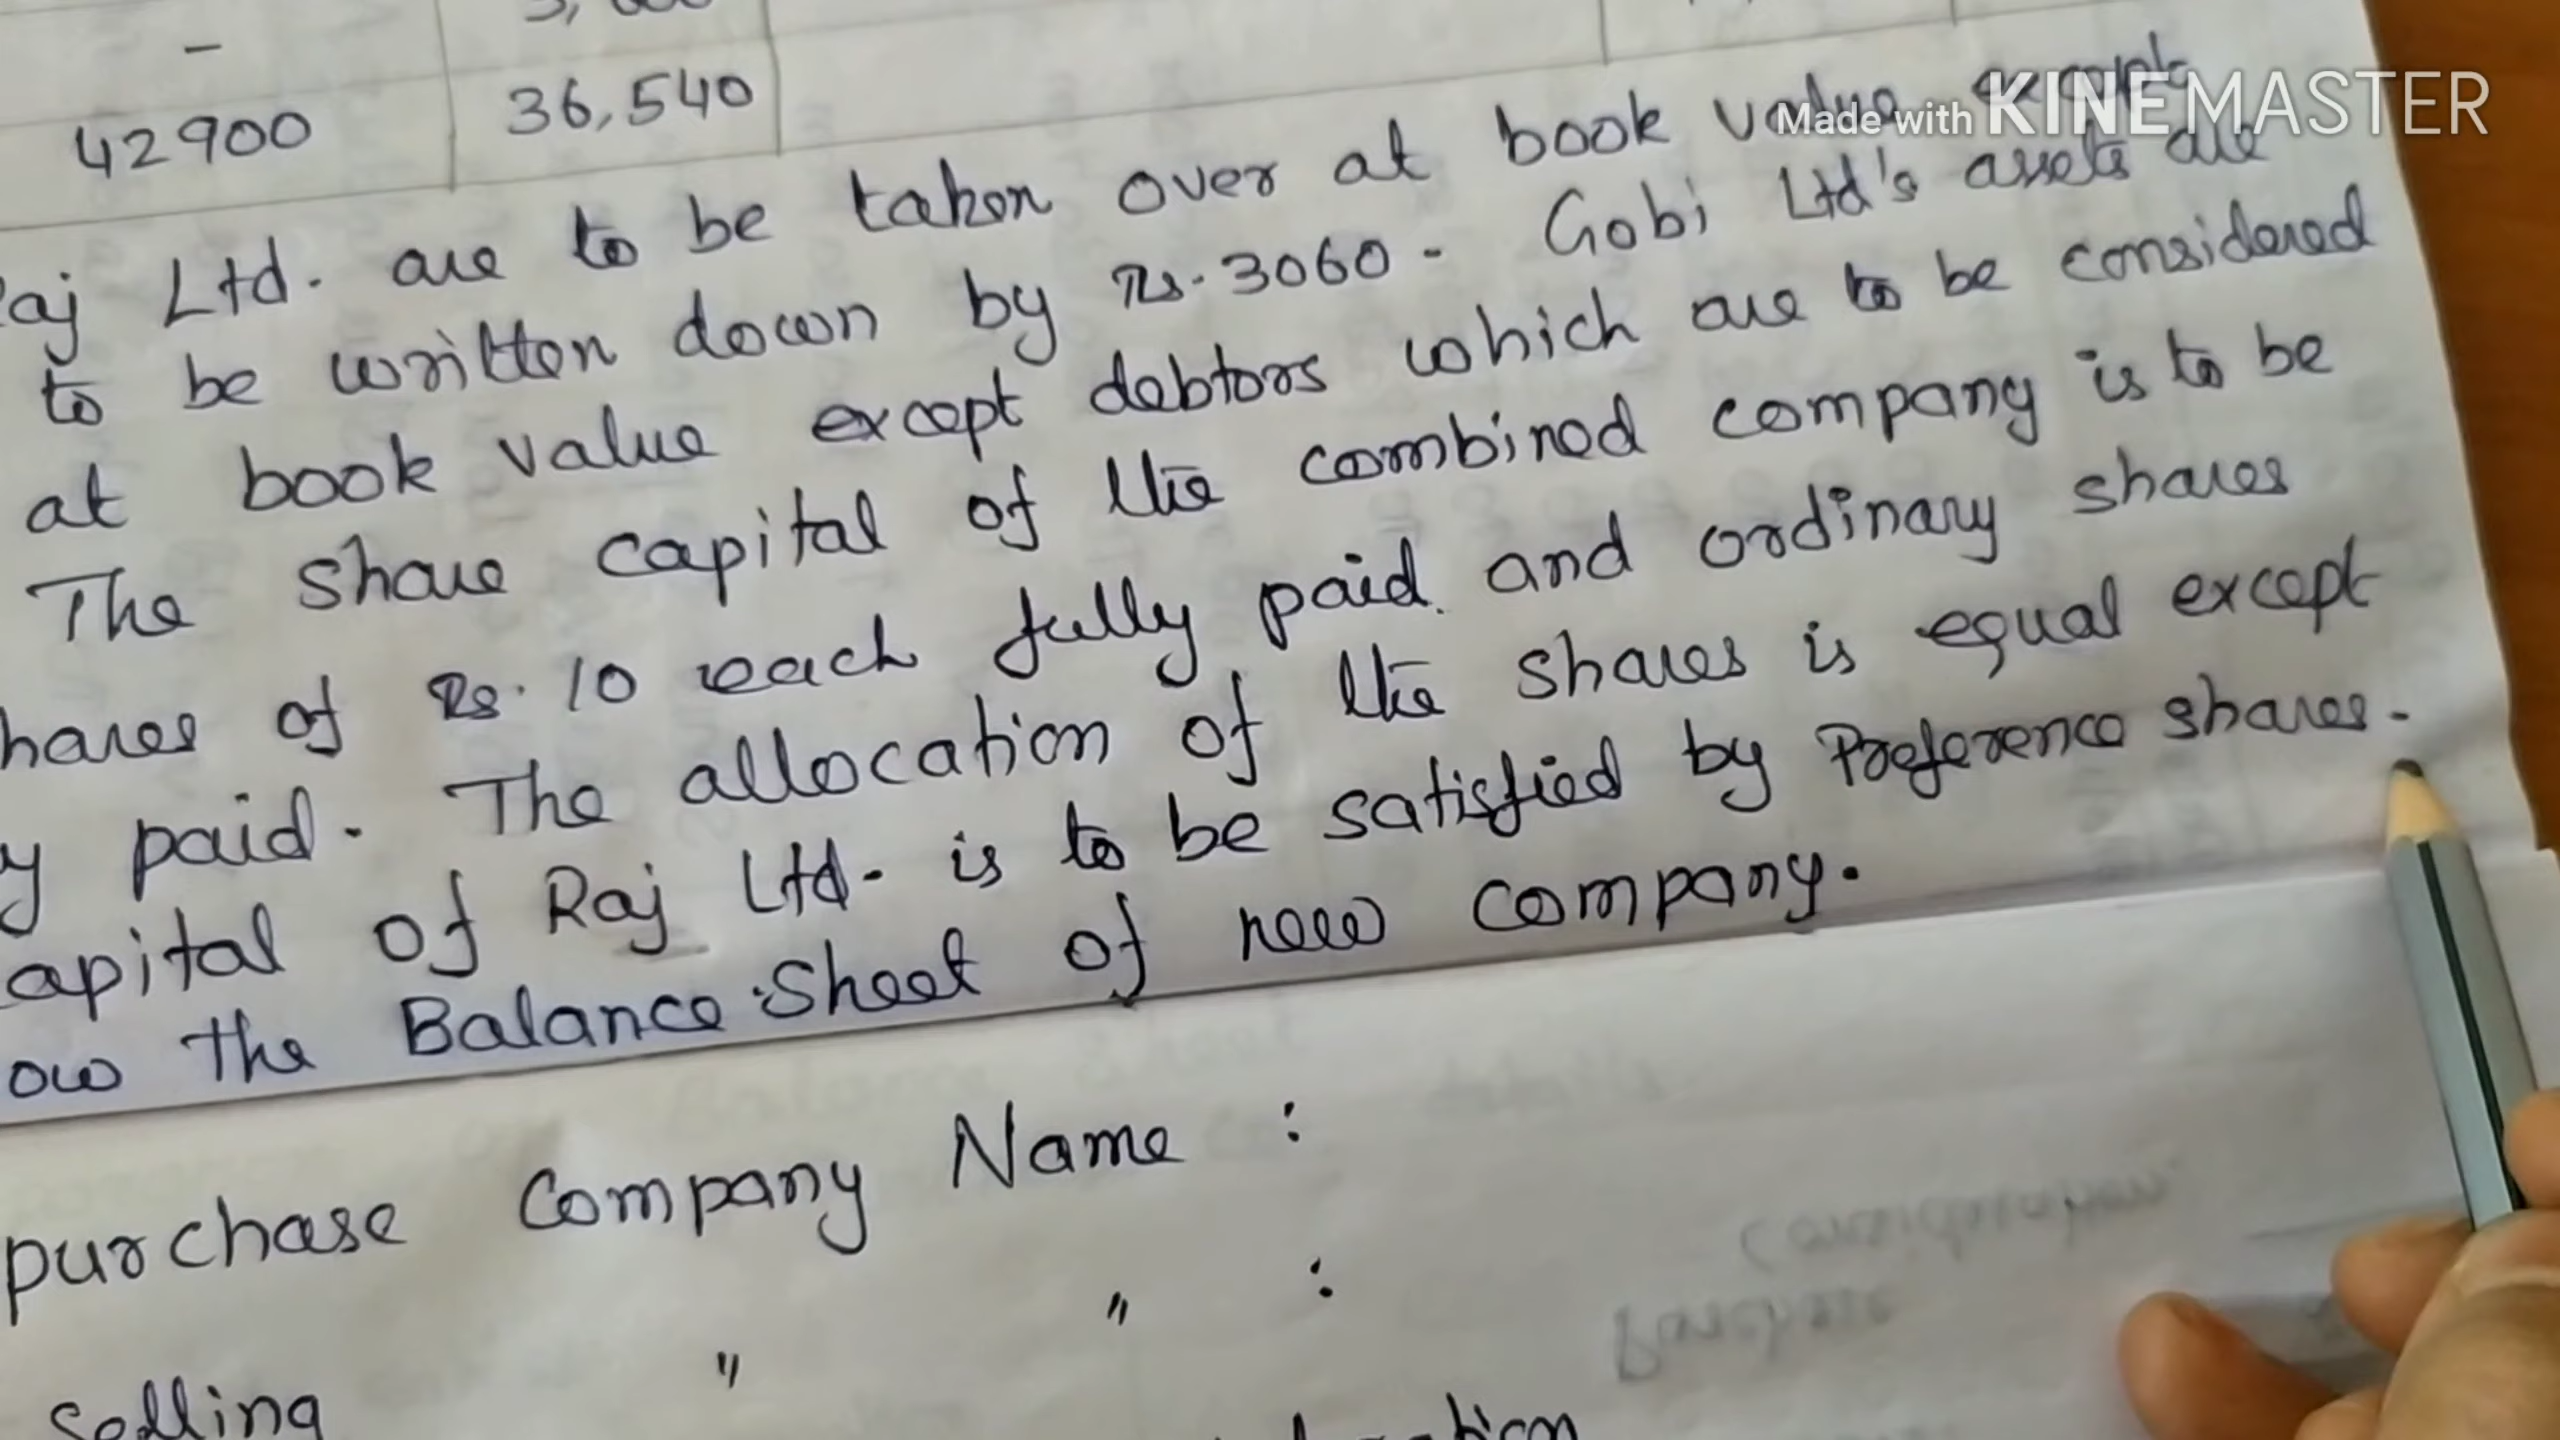 -
42900 36,540
Made with KINEMASTER
Raj Ltd. are to be taken over at book value except
to be written down by Rs.3060. Gobi Ltd's assets are
at book value except debtors which are to be considered
The share capital of the combined company is to be
hares of Rs.10 each fully paid and ordinary shares
y paid. The allocation of the shares is equal except
apital of Raj Ltd. is to be satisfied by Preference shares.
ow the Balance Sheet of new company.
purchase Company Name :
" :
selling "